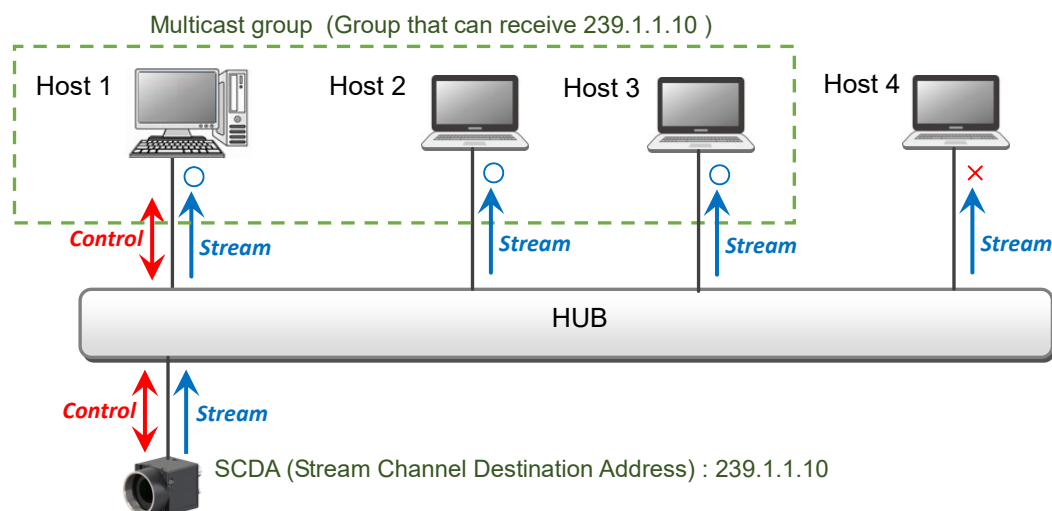 Multicast group (Group that can receive 239.1.1.10 )
Host 1
Host 2
Host 3
Host 4
Control
Stream
Stream
Stream
Stream
HUB
Control
Stream
SCDA (Stream Channel Destination Address) : 239.1.1.10